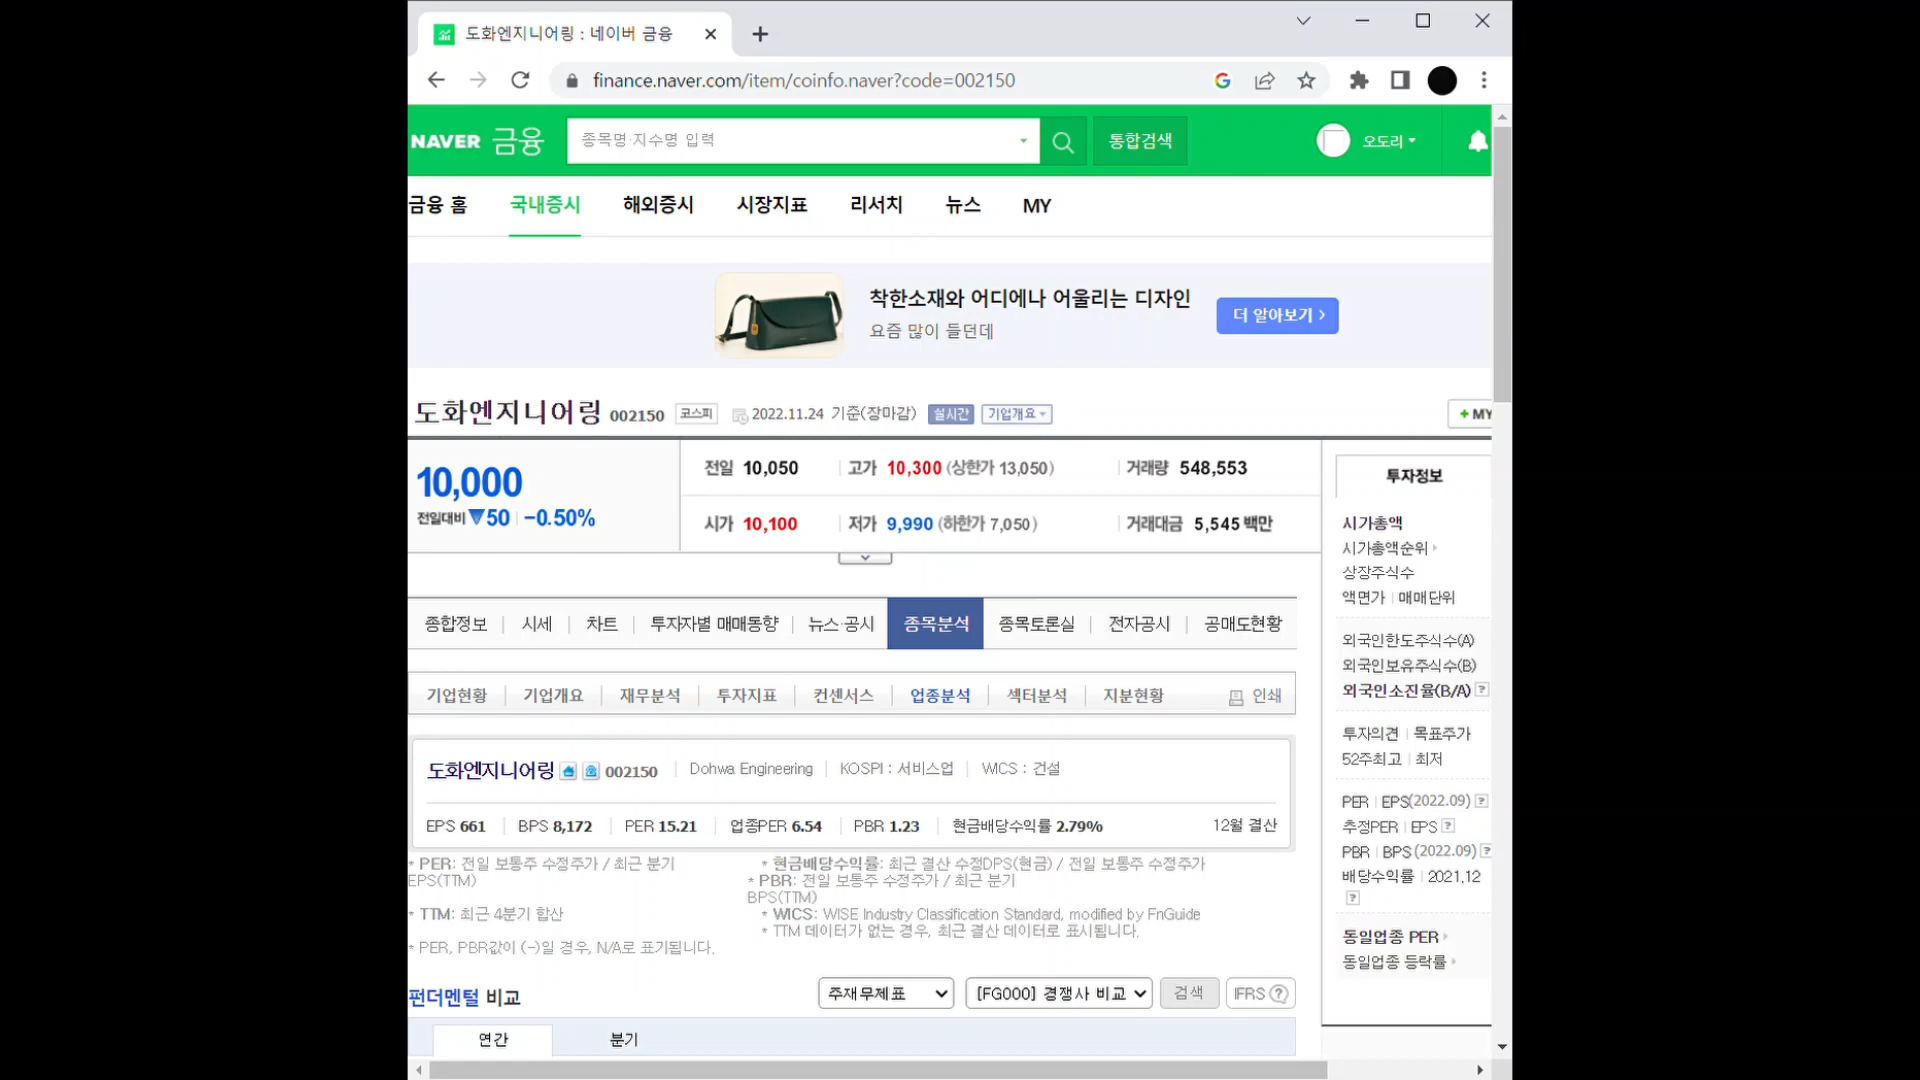 도화엔지니어링 : 네이버 금융
finance.naver.com/item/coinfo.naver?code=002150
NAVER 금융 종목명·지수명 입력 통합검색 오도리
금융 홈 국내증시 해외증시 시장지표 리서치 뉴스 MY
착한소재와 어디에나 어울리는 디자인
요즘 많이 들던데
더 알아보기 >
도화엔지니어링 002150 코스피 2022.11.24 기준(장마감) 실시간 기업개요 + MY
10,000
전일대비 ▼50 -0.50%
전일 10,050 고가 10,300 (상한가 13,050) 거래량 548,553
시가 10,100 저가 9,990 (하한가 7,050) 거래대금 5,545 백만
종합정보 시세 차트 투자자별 매매동향 뉴스·공시 종목분석 종목토론실 전자공시 공매도현황
기업현황 기업개요 재무분석 투자지표 컨센서스 업종분석 섹터분석 지분현황 인쇄
도화엔지니어링 002150 Dohwa Engineering KOSPI : 서비스업 WICS : 건설
EPS 661 BPS 8,172 PER 15.21 업종PER 6.54 PBR 1.23 현금배당수익률 2.79% 12월 결산
* PER: 전일 보통주 수정주가 / 최근 분기
EPS(TTM)
* TTM: 최근 4분기 합산
* PER, PBR값이 (-)일 경우, N/A로 표기됩니다.
* 현금배당수익률: 최근 결산 수정DPS(현금) / 전일 보통주 수정주가
* PBR: 전일 보통주 수정주가 / 최근 분기
BPS(TTM)
* WICS: WISE Industry Classification Standard, modified by FnGuide
* TTM 데이터가 없는 경우, 최근 결산 데이터로 표시됩니다.
펀더멘털 비교 주재무제표 [FG000] 경쟁사 비교 검색 IFRS ?
연간 분기
투자정보
시가총액
시가총액순위
상장주식수
액면가 매매단위
외국인한도주식수(A)
외국인보유주식수(B)
외국인소진율(B/A) ?
투자의견 목표주가
52주최고 최저
PER EPS(2022.09) ?
추정PER EPS ?
PBR BPS (2022.09) ?
배당수익률 2021.12
?
동일업종 PER
동일업종 등락률